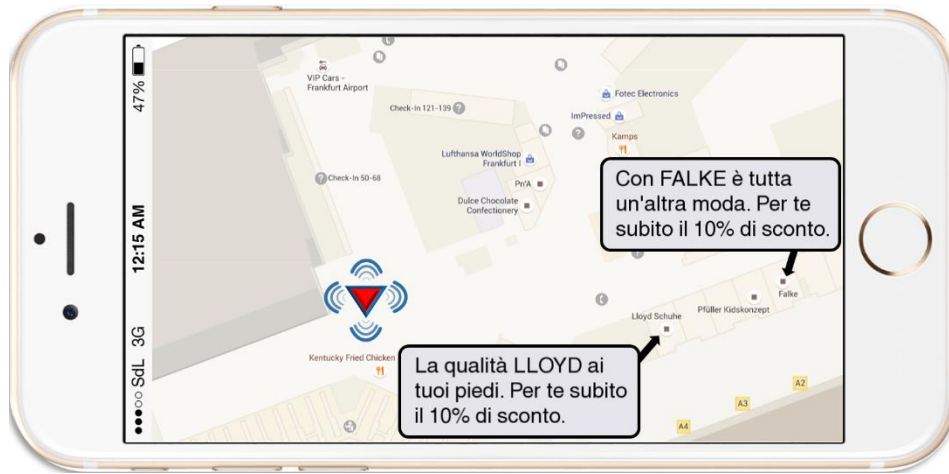 ●●●○○ SdL 3G
12:15 AM
47%
VIP Cars -
Frankfurt Airport
Check-In 121-139
Fotec Electronics
ImPressed
Kamps
Lufthansa WorldShop
Frankfurt I
Check-In 50-68
Pn'A
Dulce Chocolate
Confectionery
Con FALKE è tutta
un'altra moda. Per te
subito il 10% di sconto.
Falke
Pfüller Kidskonzept
Lloyd Schuhe
Kentucky Fried Chicken
La qualità LLOYD ai
tuoi piedi. Per te subito
il 10% di sconto.
A2
A3
A4